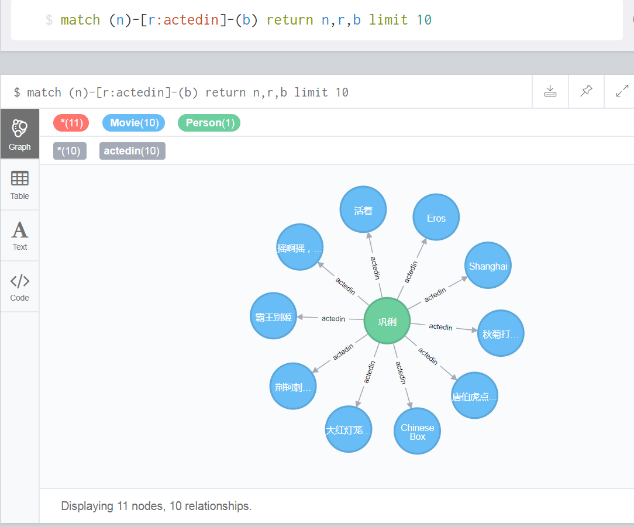 $ match (n)-[r:actedin]-(b) return n,r,b limit 10
$ match (n)-[r:actedin]-(b) return n,r,b limit 10
Graph
*(11) Movie(10) Person(1)
*(10) actedin(10)
Table
Text
Code
活着
Eros
摇啊摇，...
Shanghai
霸王别姬
巩俐
秋菊打...
荆轲刺...
唐伯虎点...
大红灯笼...
Chinese
Box
actedin
actedin
actedin
actedin
actedin
actedin
actedin
actedin
actedin
actedin
Displaying 11 nodes, 10 relationships.